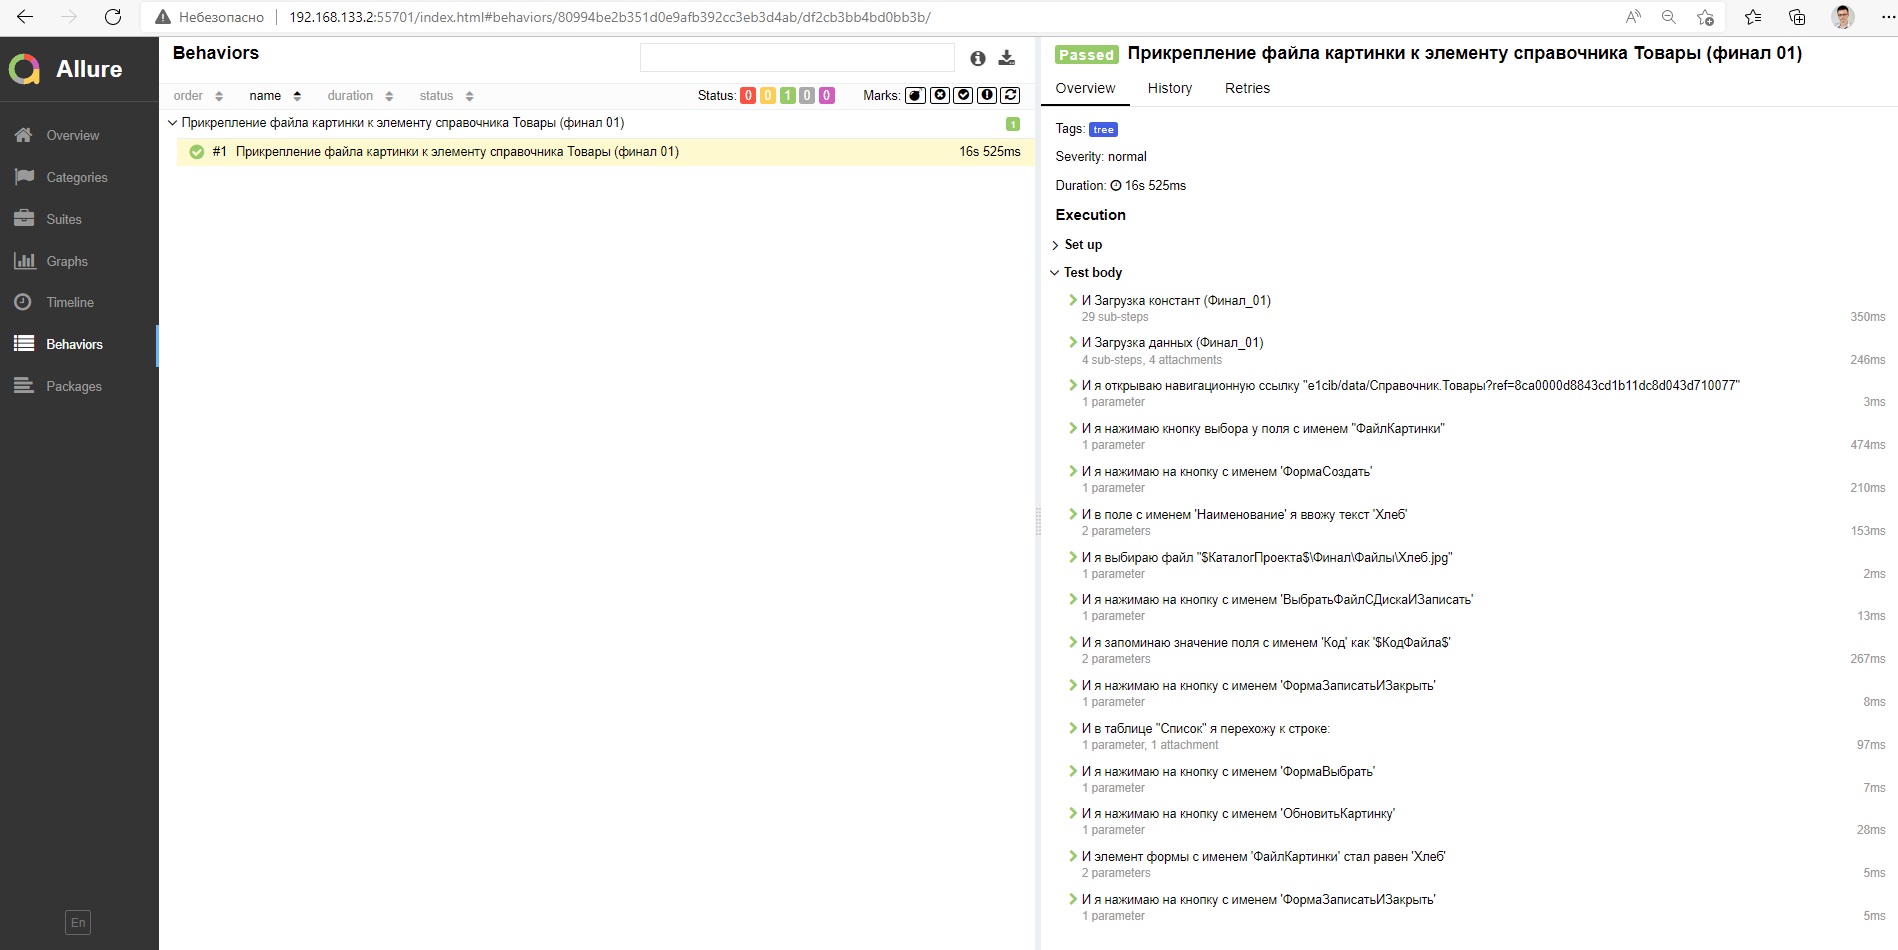 Небезопасно
192.168.133.2:55701/index.html#behaviors/80994be2b351d0e9afb392cc3eb3d4ab/df2cb3bb4bd0bb3b/
Allure
Overview
Categories
Suites
Graphs
Timeline
Behaviors
Packages
En
Behaviors
order name duration status Status: 0 0 1 0 0 Marks:
Прикрепление файла картинки к элементу справочника Товары (финал 01) 1
#1 Прикрепление файла картинки к элементу справочника Товары (финал 01) 16s 525ms
Passed Прикрепление файла картинки к элементу справочника Товары (финал 01)
Overview History Retries
Tags: tree
Severity: normal
Duration: 16s 525ms
Execution
Set up
Test body
И Загрузка констант (Финал_01)
29 sub-steps 350ms
И Загрузка данных (Финал_01)
4 sub-steps, 4 attachments 246ms
И я открываю навигационную ссылку "e1cib/data/Справочник.Товары?ref=8ca0000d8843cd1b11dc8d043d710077"
1 parameter 3ms
И я нажимаю кнопку выбора у поля с именем "ФайлКартинки"
1 parameter 474ms
И я нажимаю на кнопку с именем 'ФормаСоздать'
1 parameter 210ms
И в поле с именем 'Наименование' я ввожу текст 'Хлеб'
2 parameters 153ms
И я выбираю файл "$КаталогПроекта$\Финал\Файлы\Хлеб.jpg"
1 parameter 2ms
И я нажимаю на кнопку с именем 'ВыбратьФайлСДискаИЗаписать'
1 parameter 13ms
И я запоминаю значение поля с именем 'Код' как '$КодФайла$'
2 parameters 267ms
И я нажимаю на кнопку с именем 'ФормаЗаписатьИЗакрыть'
1 parameter 8ms
И в таблице "Список" я перехожу к строке:
1 parameter, 1 attachment 97ms
И я нажимаю на кнопку с именем 'ФормаВыбрать'
1 parameter 7ms
И я нажимаю на кнопку с именем 'ОбновитьКартинку'
1 parameter 28ms
И элемент формы с именем 'ФайлКартинки' стал равен 'Хлеб'
2 parameters 5ms
И я нажимаю на кнопку с именем 'ФормаЗаписатьИЗакрыть'
1 parameter 5ms